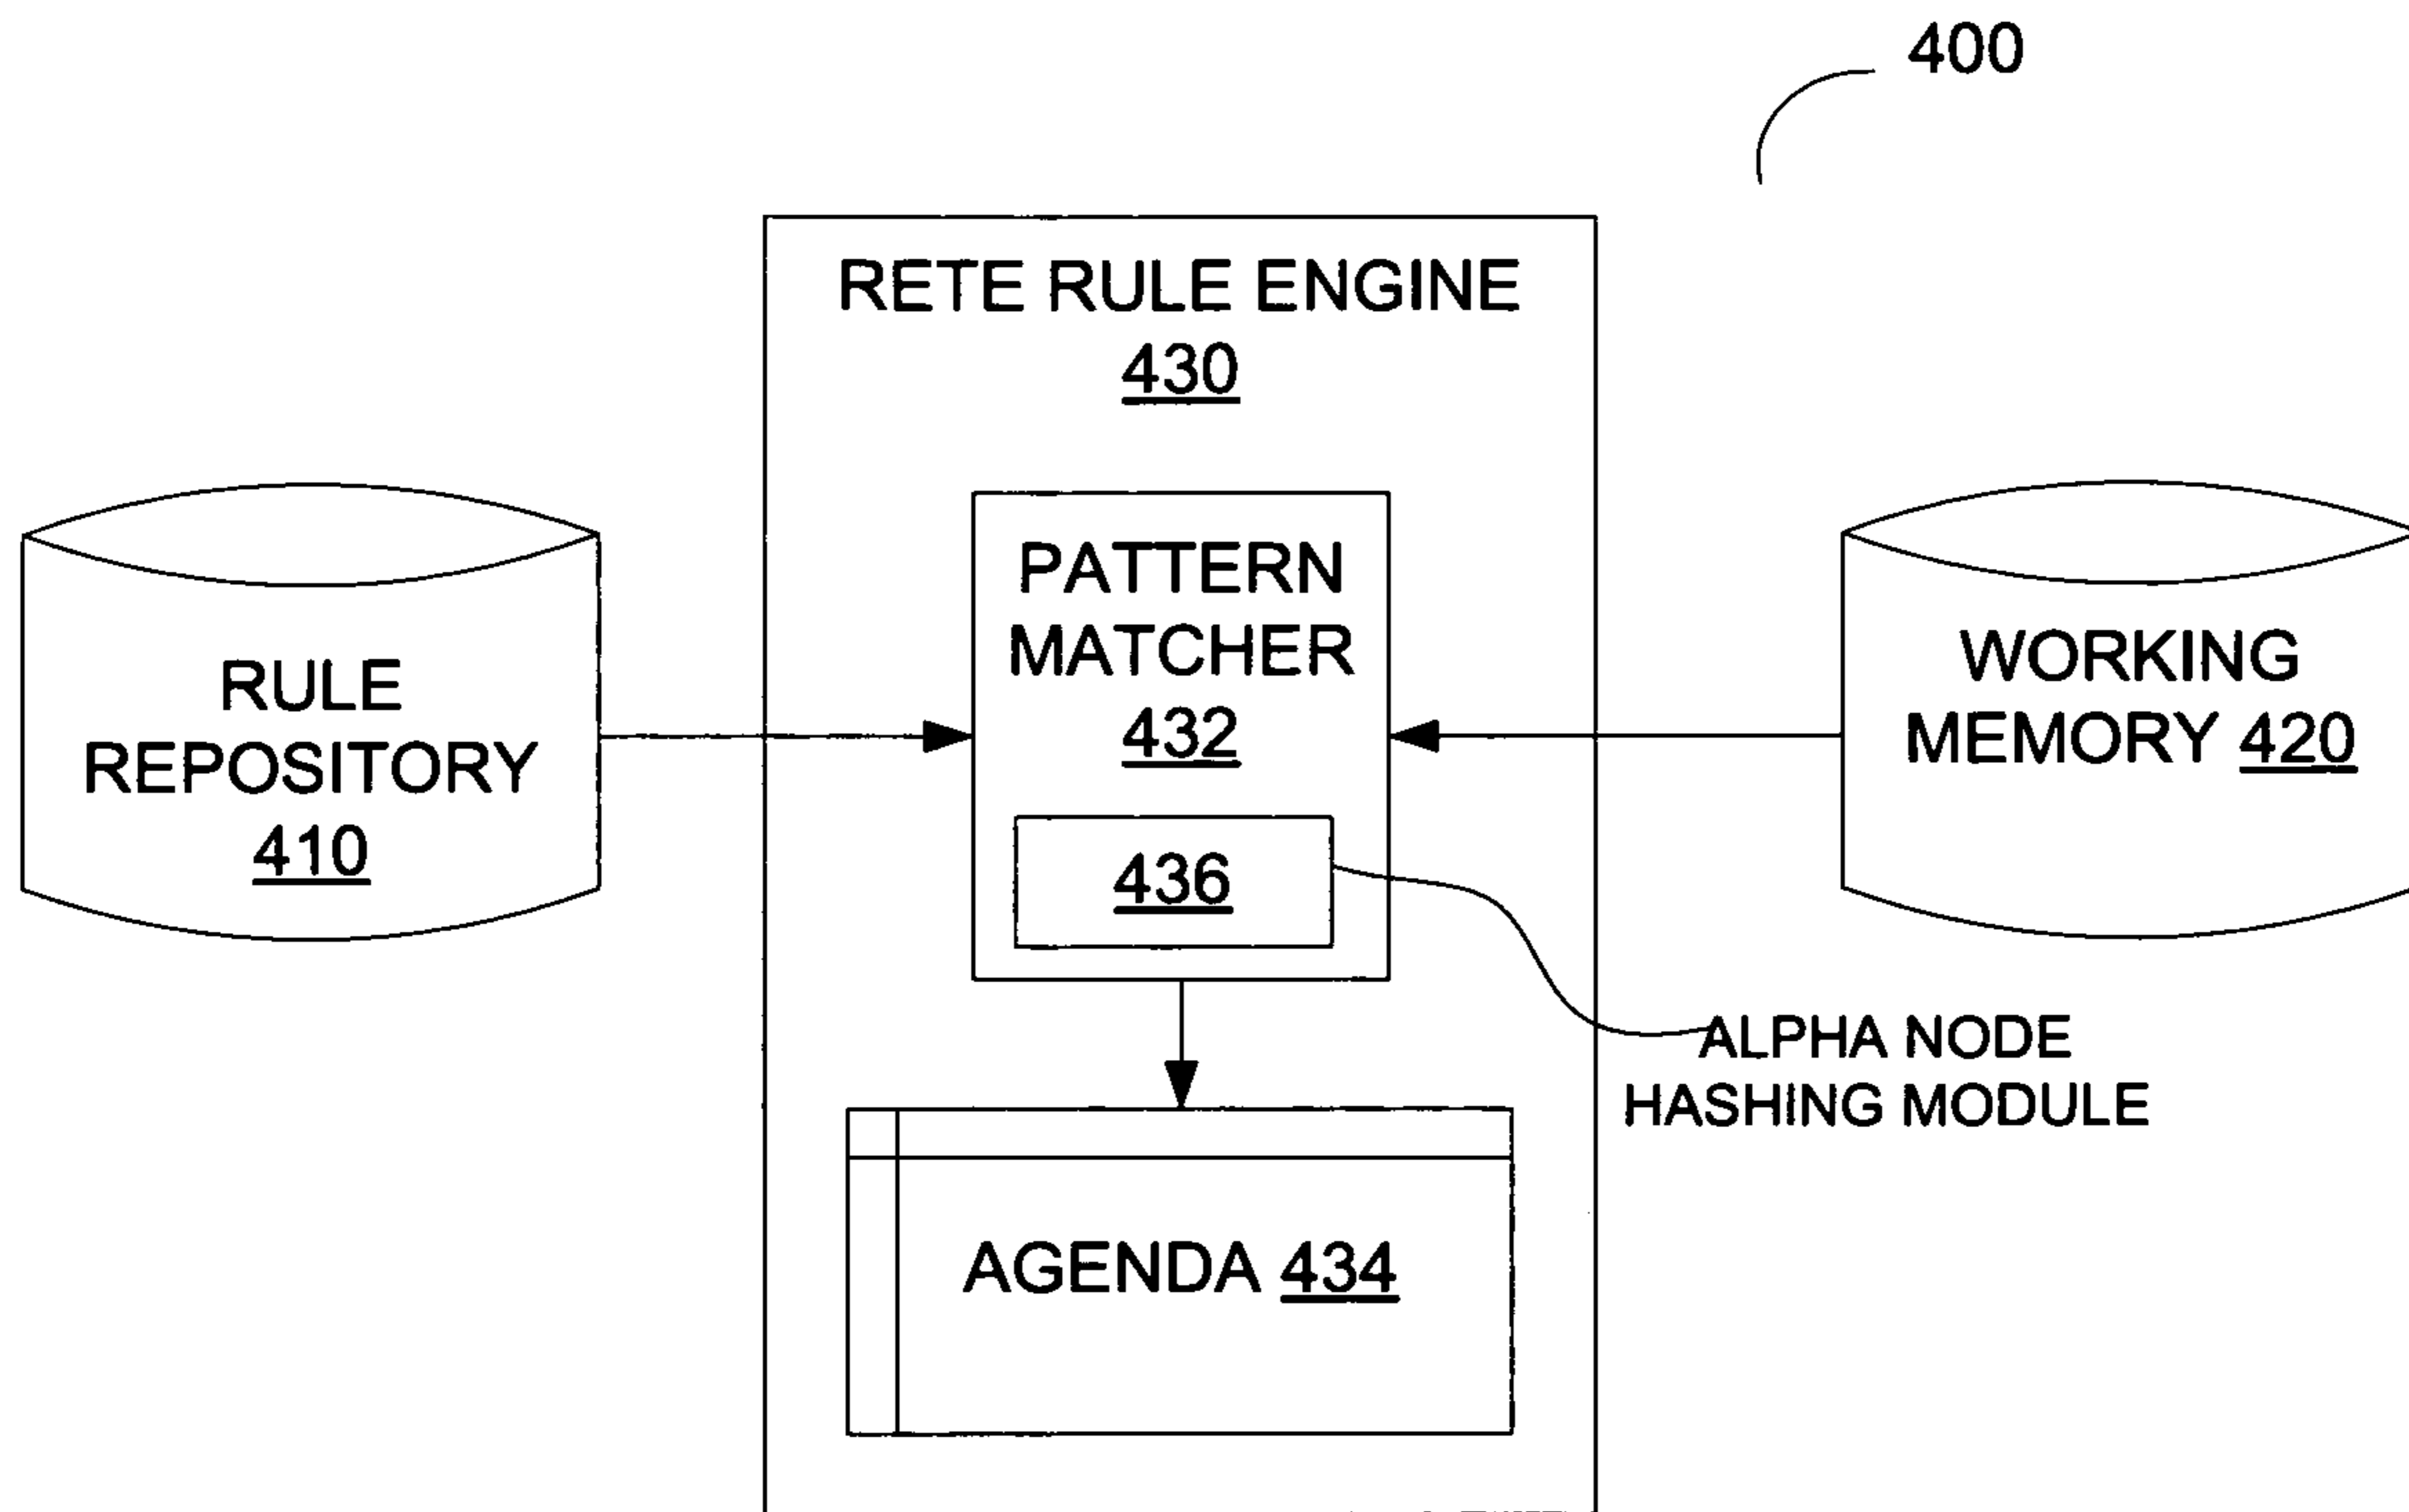 400
RETE RULE ENGINE
430
PATTERN
MATCHER
432
436
RULE
REPOSITORY
410
WORKING
MEMORY 420
ALPHA NODE
HASHING MODULE
AGENDA 434